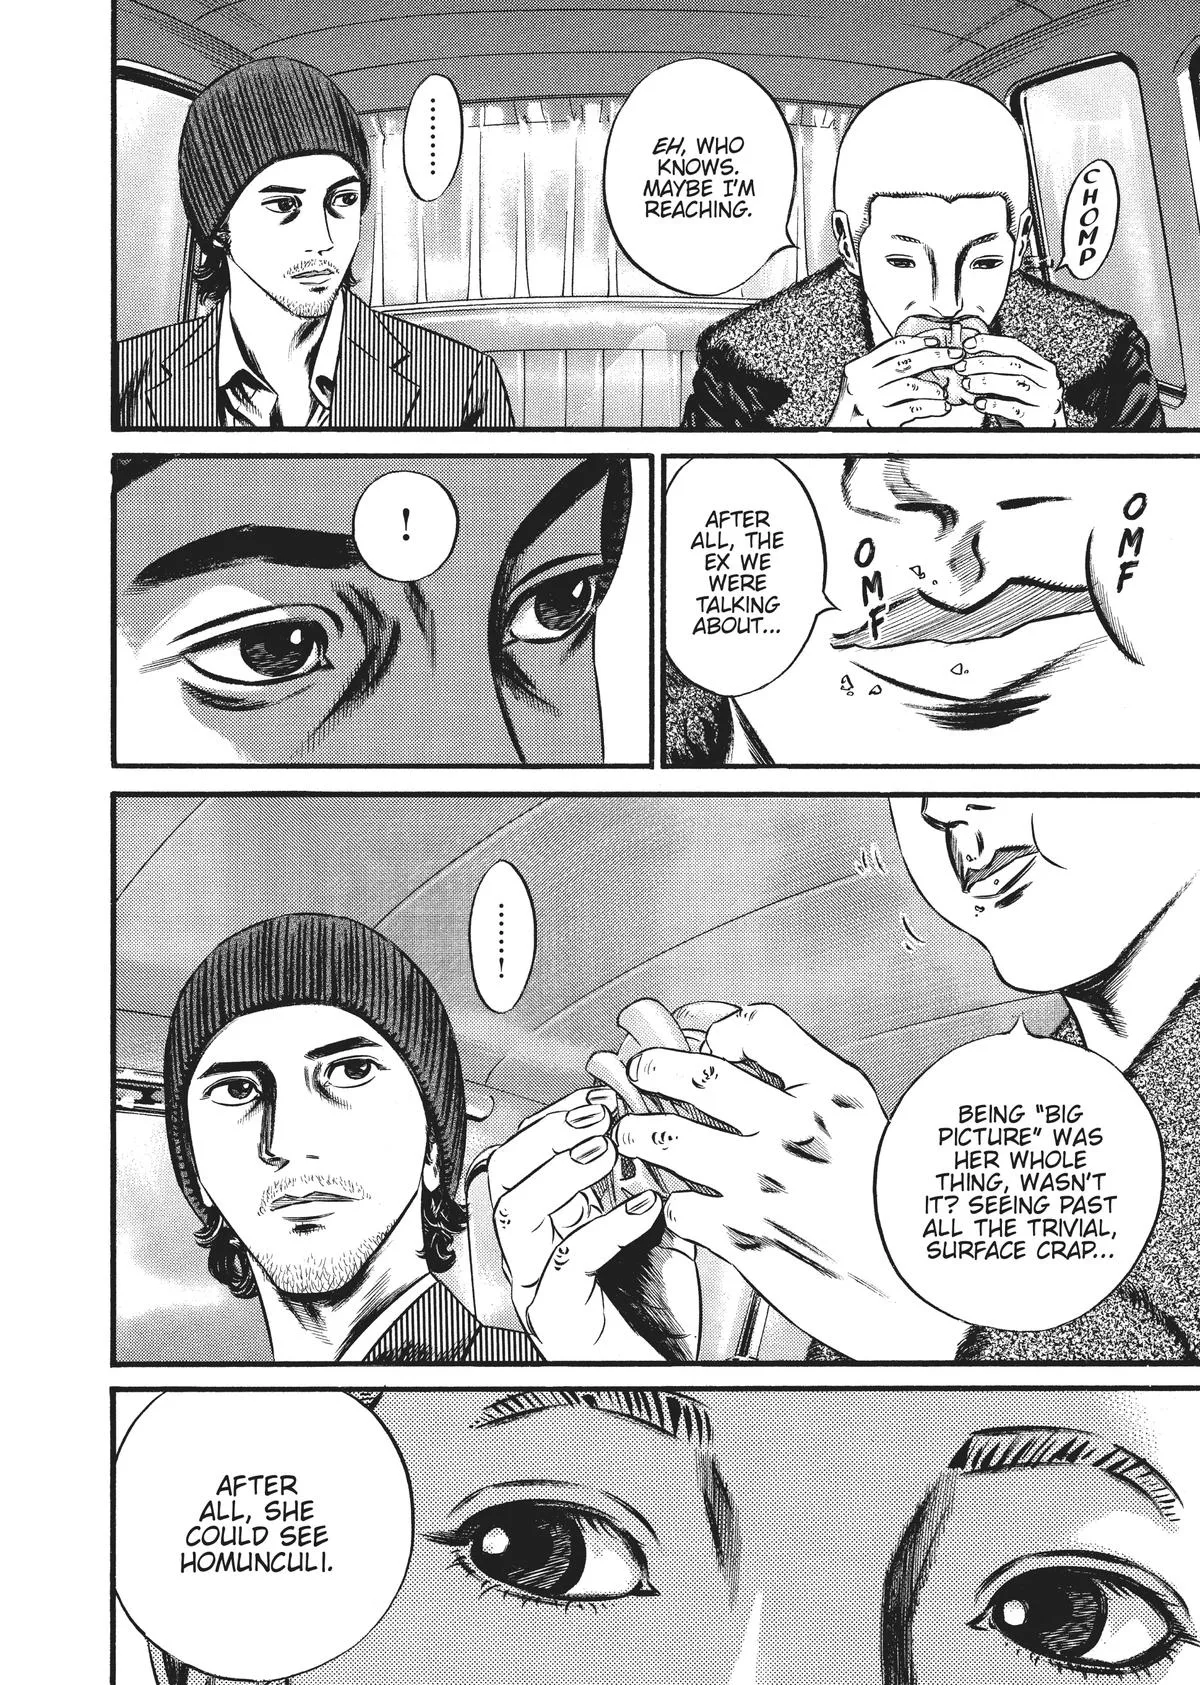 EH, WHO
KNOWS.
MAYBE I'M
REACHING.
CHOMP
.........
AFTER
ALL, THE
EX WE
WERE
TALKING
ABOUT...
OMF
OMF
!
........!
BEING "BIG
PICTURE" WAS
HER WHOLE
THING, WASN'T
IT? SEEING PAST
ALL THE TRIVIAL,
SURFACE CRAP...
AFTER
ALL, SHE
COULD SEE
HOMUNCULI.